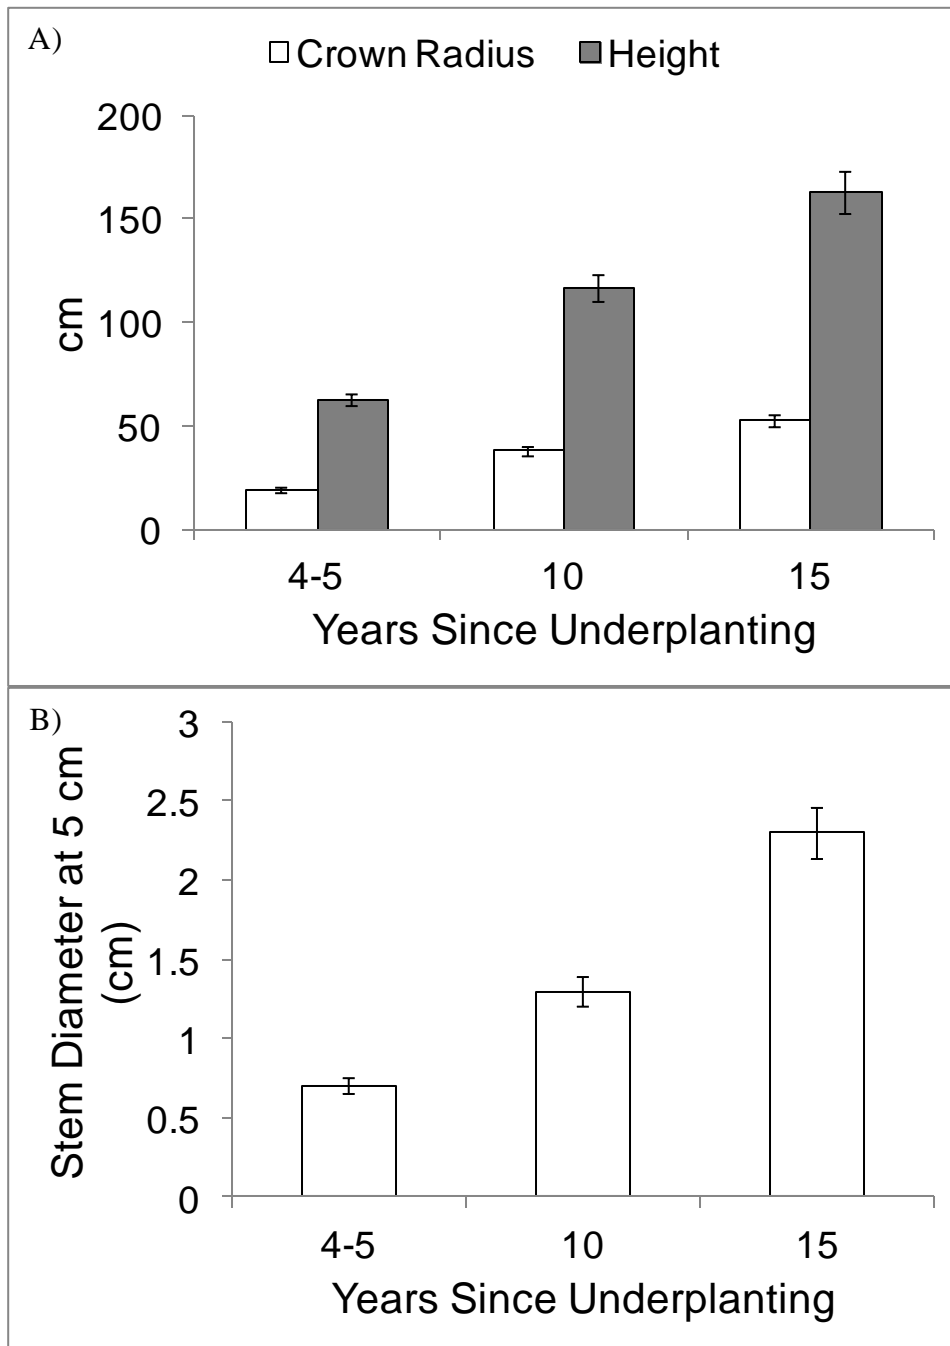 A)
Crown Radius Height
200
150
100
50
0
cm
4-5 10 15
Years Since Underplanting
B)
3
2.5
2
1.5
1
0.5
0
Stem Diameter at 5 cm
(cm)
4-5 10 15
Years Since Underplanting